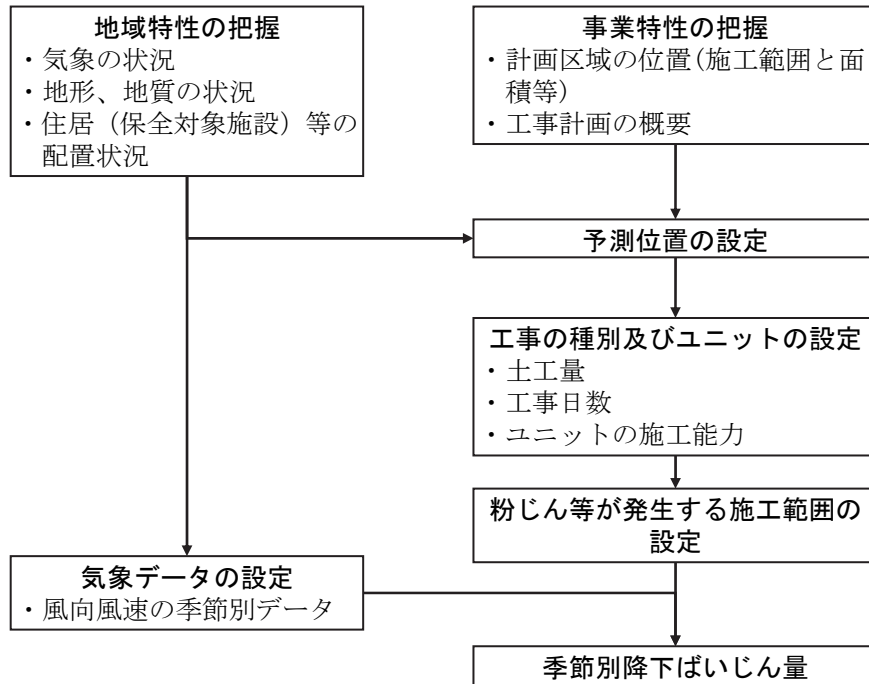 地域特性の把握
・気象の状況
・地形、地質の状況
・住居（保全対象施設）等の
配置状況
事業特性の把握
・計画区域の位置(施工範囲と面
積等)
・工事計画の概要
予測位置の設定
工事の種別及びユニットの設定
・土工量
・工事日数
・ユニットの施工能力
粉じん等が発生する施工範囲の
設定
気象データの設定
・風向風速の季節別データ
季節別降下ばいじん量